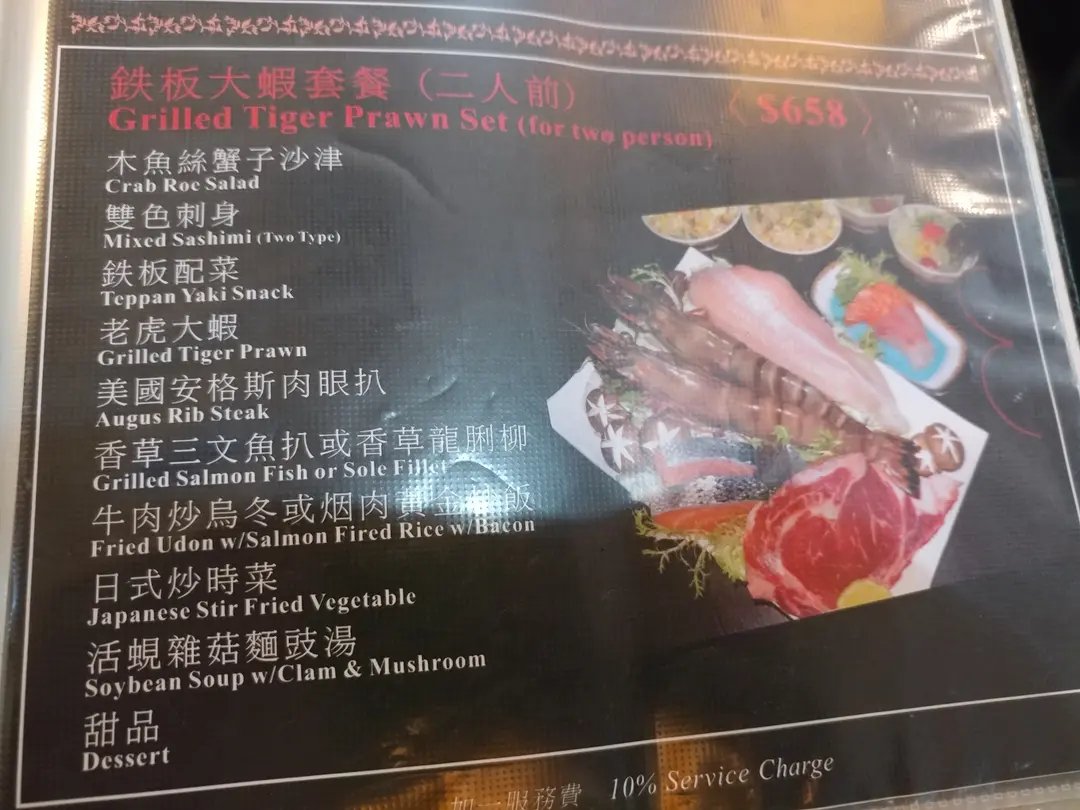 鉄板大蝦套餐（二人前）
〈 $658 〉
Grilled Tiger Prawn Set (for two person)
木魚絲蟹子沙津
Crab Roe Salad
雙色刺身
Mixed Sashimi (Two Type)
鉄板配菜
Teppan Yaki Snack
老虎大蝦
Grilled Tiger Prawn
美國安格斯肉眼扒
Augus Rib Steak
香草三文魚扒或香草龍脷柳
Grilled Salmon Fish or Sole Fillet
牛肉炒烏冬或烟肉黃金 飯
Fried Udon w/Salmon Fired Rice w/Bacon
日式炒時菜
Japanese Stir Fried Vegetable
活蜆雜菇麵豉湯
Soybean Soup w/Clam & Mushroom
甜品
Dessert
加一服務費 10% Service Charge